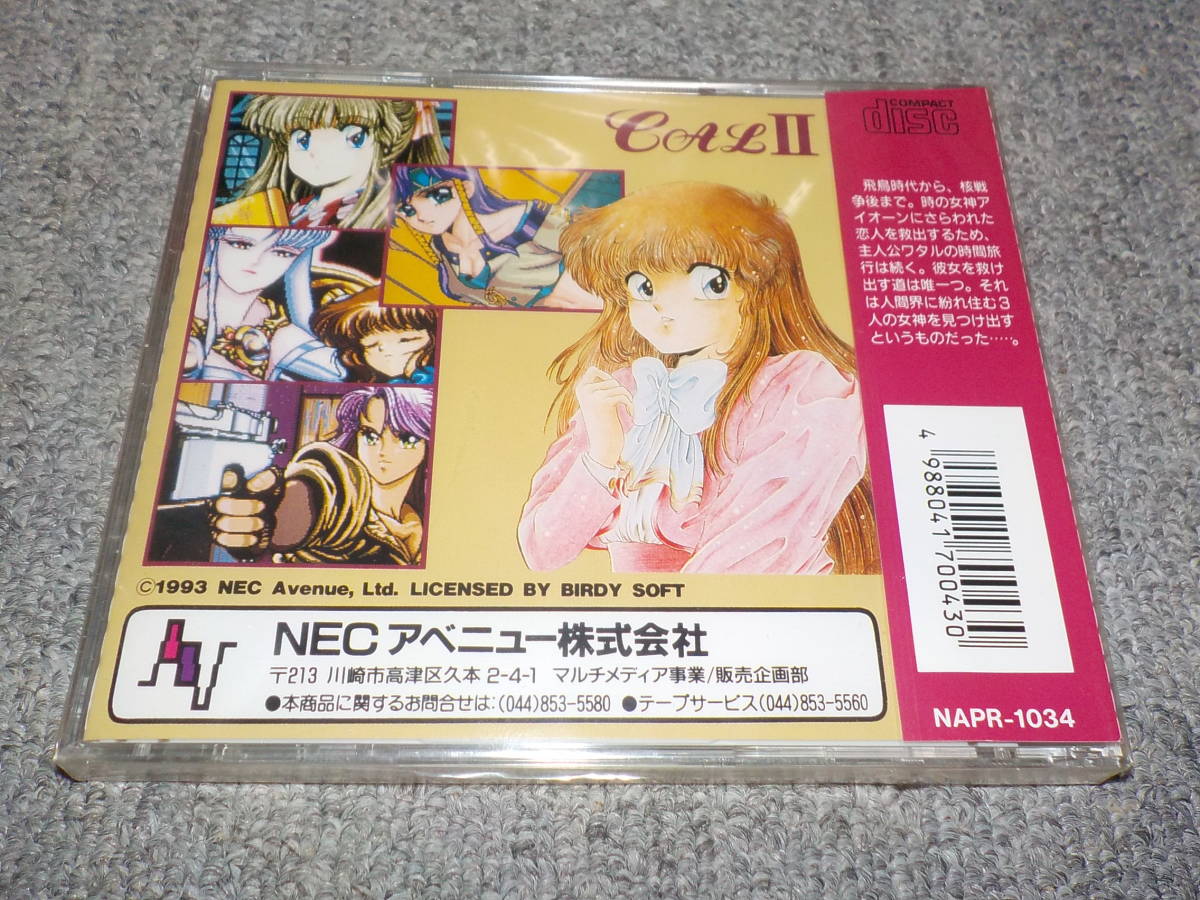 CAL II
COMPACT
disc
飛鳥時代から、核戦
争後まで。時の女神ア
イオーンにさらわれた
恋人を救出するため、
主人公ワタルの時間旅
行は続く。彼女を救け
出す道は唯一つ。それ
は人間界に紛れ住む3
人の女神を見つけ出す
というものだった……。
4 988041 700430
©1993 NEC Avenue, Ltd. LICENSED BY BIRDY SOFT
NEC アベニュー株式会社
〒213 川崎市高津区久本 2-4-1 マルチメディア事業/販売企画部
●本商品に関するお問合せは:(044)853-5580 ●テープサービス(044)853-5560
NAPR-1034